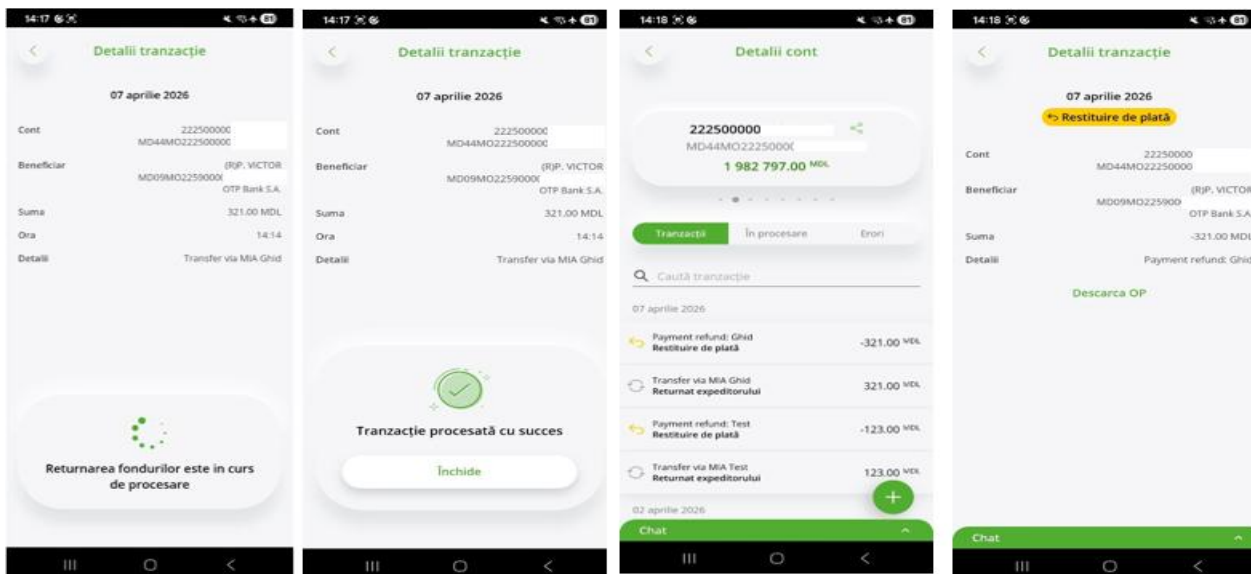 14:17
81
Detalii tranzacție
07 aprilie 2026
Cont
222500000
MD44MO222500000
Beneficiar
(R)P. VICTOR
MD09MO2259000
OTP Bank S.A.
Suma
321.00 MDL
Ora
14:14
Detalii
Transfer via MIA Ghid
Returnarea fondurilor este in curs
de procesare
14:17
81
Detalii tranzacție
07 aprilie 2026
Cont
222500000
MD44MO222500000
Beneficiar
(R)P. VICTOR
MD09MO2259000
OTP Bank S.A.
Suma
321.00 MDL
Ora
14:14
Detalii
Transfer via MIA Ghid
Tranzacție procesată cu succes
Închide
14:18
81
Detalii cont
222500000
MD44MO2225000
1 982 797.00 MDL
Tranzacții
În procesare
Erori
Caută tranzacție
07 aprilie 2026
Payment refund: Ghid
Restituire de plată
-321.00 MDL
Transfer via MIA Ghid
Returnat expeditorului
321.00 MDL
Payment refund: Test
Restituire de plată
-123.00 MDL
Transfer via MIA Test
Returnat expeditorului
123.00 MDL
02 aprilie 2026
Chat
14:18
81
Detalii tranzacție
07 aprilie 2026
Restituire de plată
Cont
22250000
MD44MO22250000
Beneficiar
(R)P. VICTOR
MD09MO225900
OTP Bank S.A
Suma
-321.00 MDL
Detalii
Payment refund: Ghid
Descarca OP
Chat